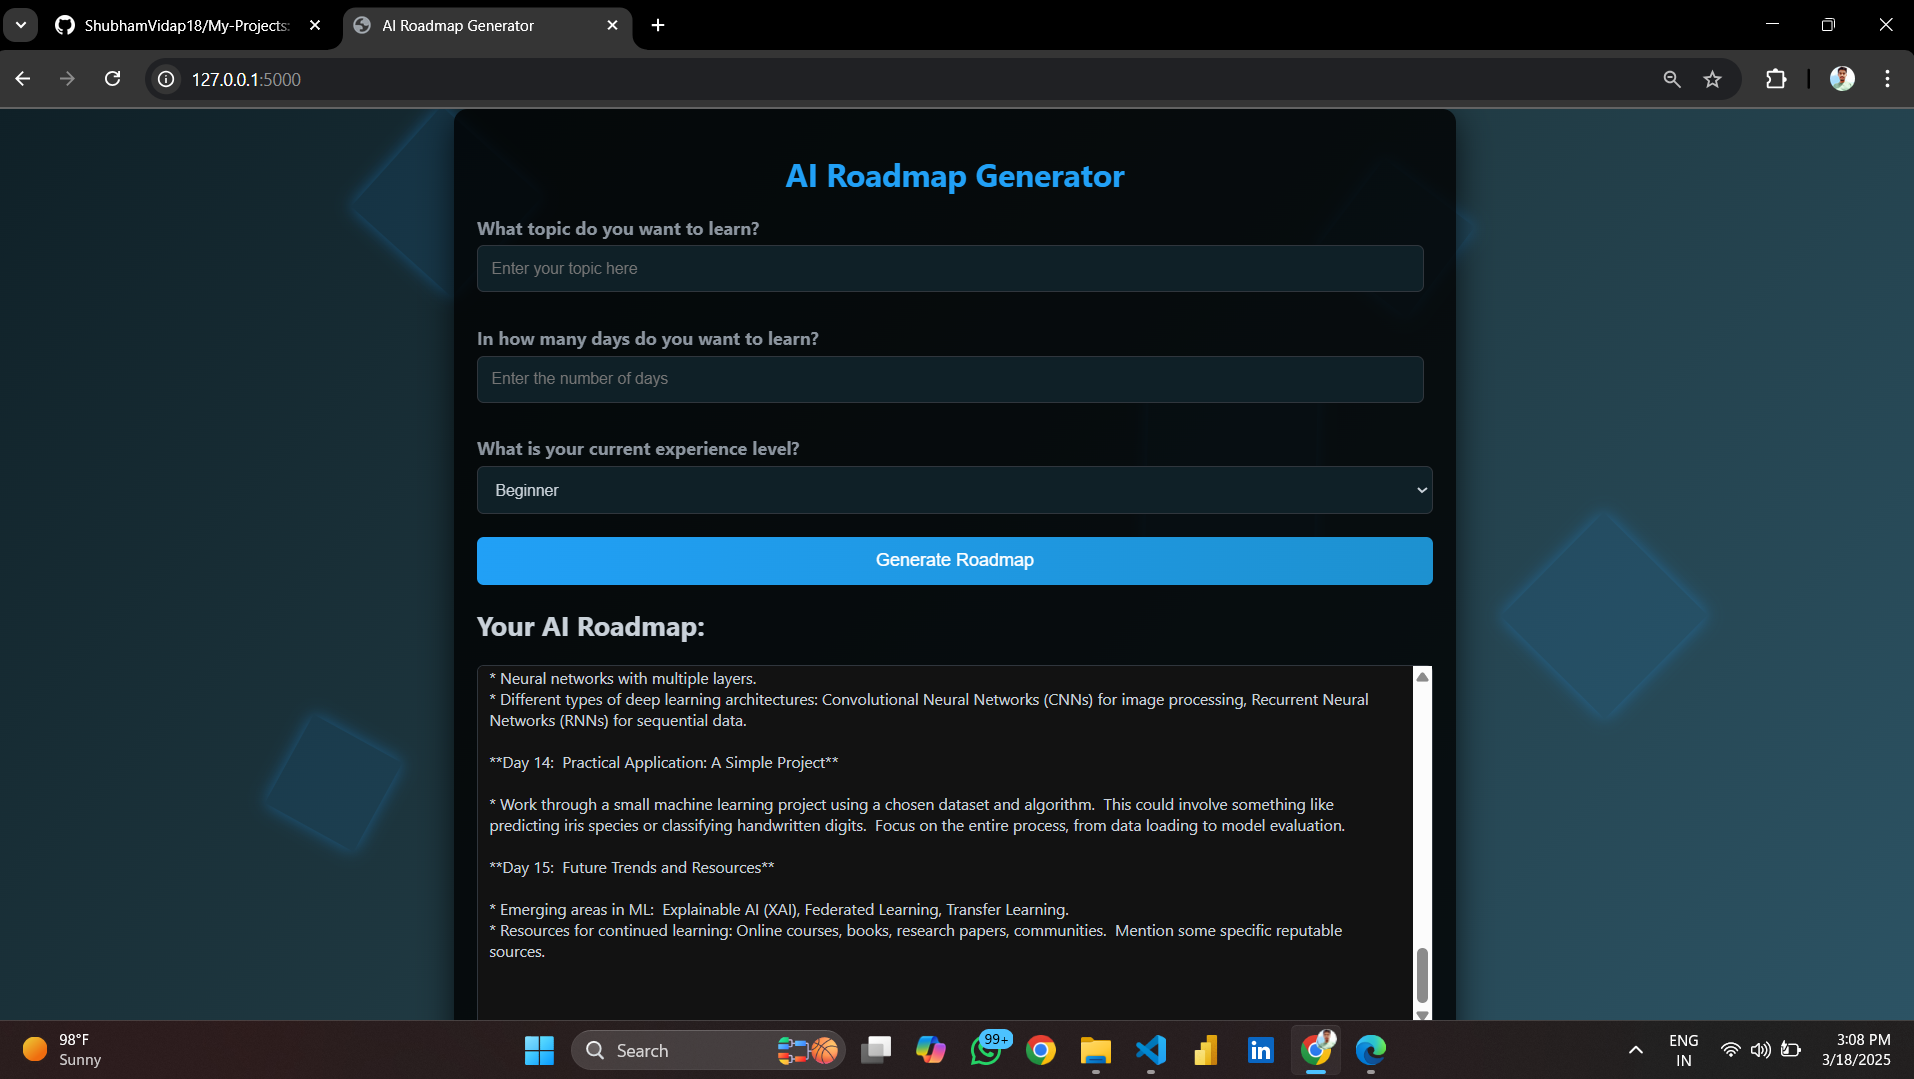 ShubhamVidap18/My-Projects:
AI Roadmap Generator
127.0.0.1:5000
AI Roadmap Generator
What topic do you want to learn?
Enter your topic here
In how many days do you want to learn?
Enter the number of days
What is your current experience level?
Beginner
Generate Roadmap
Your AI Roadmap:
* Neural networks with multiple layers.
* Different types of deep learning architectures: Convolutional Neural Networks (CNNs) for image processing, Recurrent Neural
Networks (RNNs) for sequential data.
**Day 14:  Practical Application: A Simple Project**
* Work through a small machine learning project using a chosen dataset and algorithm.  This could involve something like
predicting iris species or classifying handwritten digits.  Focus on the entire process, from data loading to model evaluation.
**Day 15:  Future Trends and Resources**
* Emerging areas in ML:  Explainable AI (XAI), Federated Learning, Transfer Learning.
* Resources for continued learning: Online courses, books, research papers, communities.  Mention some specific reputable
sources.
98°F
Sunny
Search
99+
in
ENG
IN
3:08 PM
3/18/2025